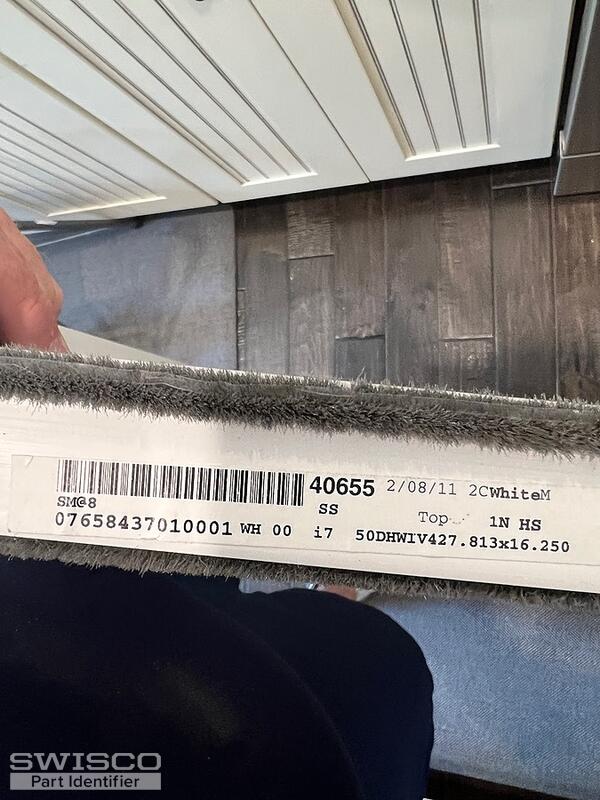 40655 2/08/11 2CWhiteM
SM@8 SS Top 1N HS
07658437010001 WH 00 i7 50DHWIV427.813x16.250
SWISCO
Part Identifier